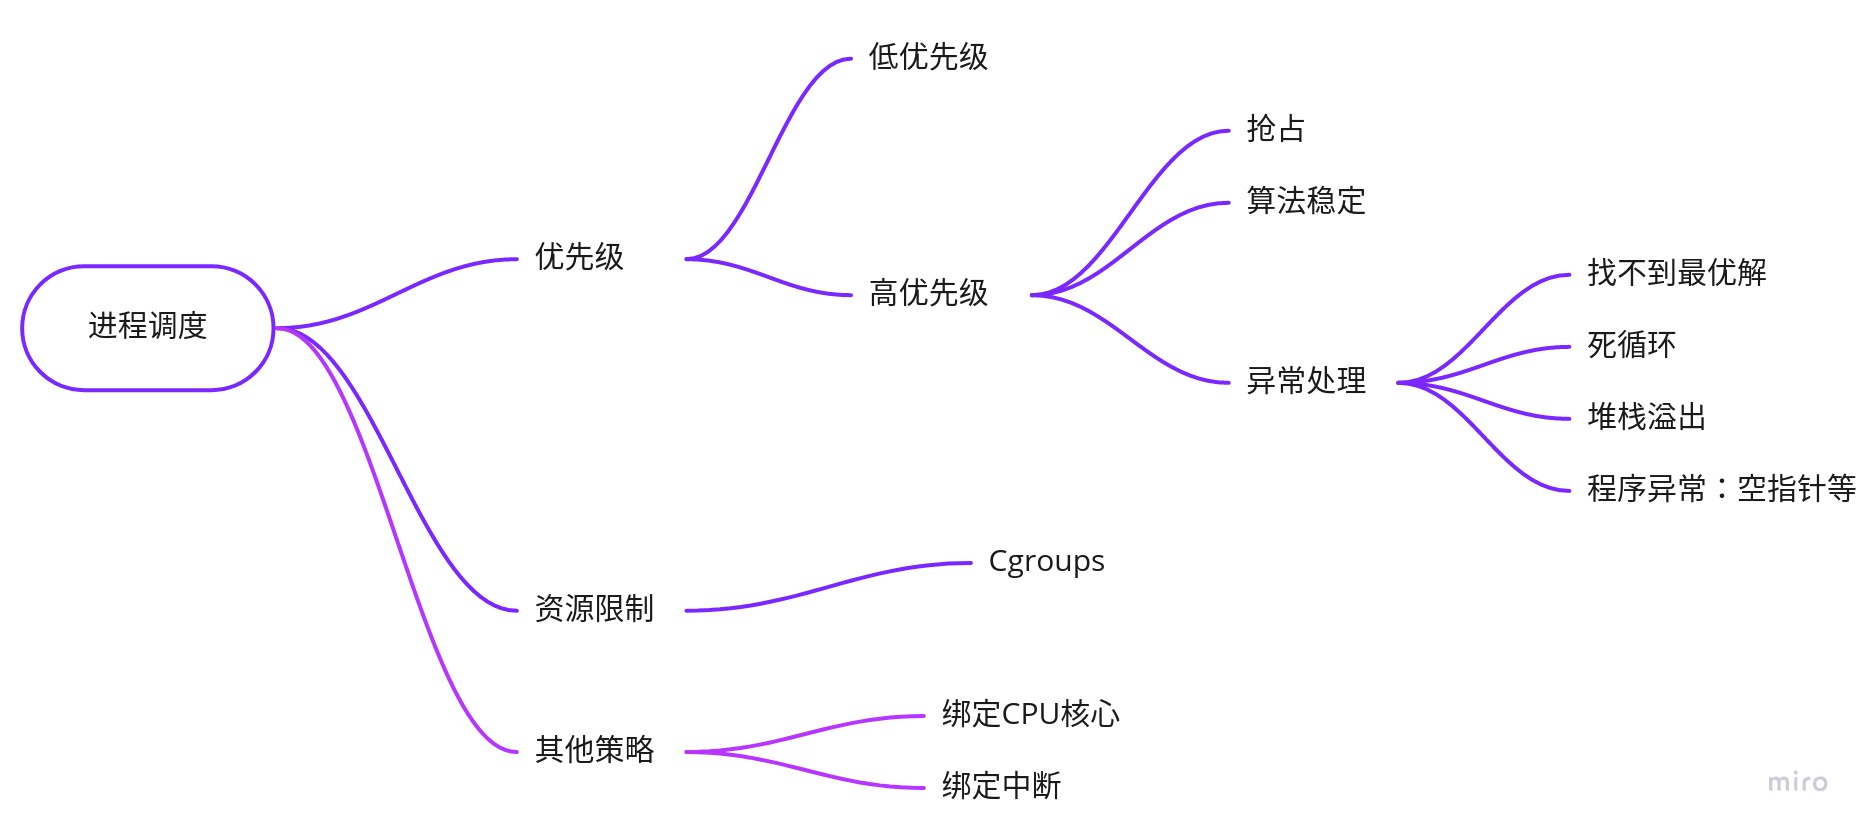 进程调度
优先级
低优先级
高优先级
抢占
算法稳定
异常处理
找不到最优解
死循环
堆栈溢出
程序异常：空指针等
资源限制
Cgroups
其他策略
绑定CPU核心
绑定中断
miro